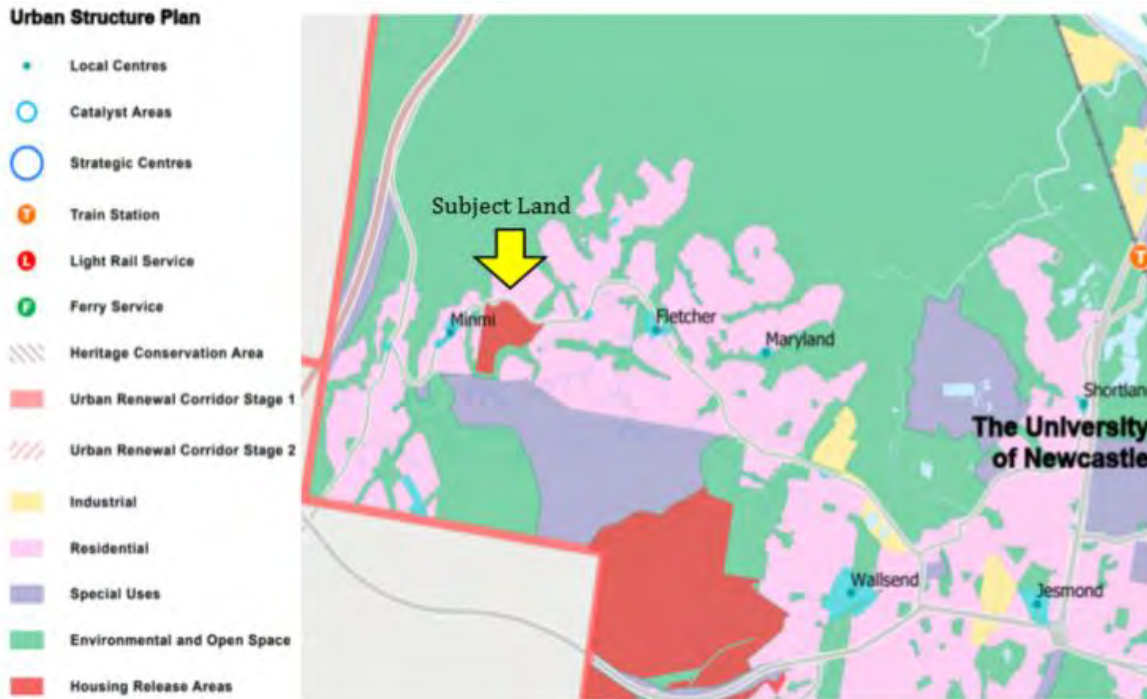 Urban Structure Plan
Local Centres
Catalyst Areas
Strategic Centres
T
Train Station
L
Light Rail Service
F
Ferry Service
Heritage Conservation Area
Urban Renewal Corridor Stage 1
Urban Renewal Corridor Stage 2
Industrial
Residential
Special Uses
Environmental and Open Space
Housing Release Areas
Subject Land
Minmi
Fletcher
Maryland
T
Shortlan
The University
of Newcastle
Wallsend
Jesmond